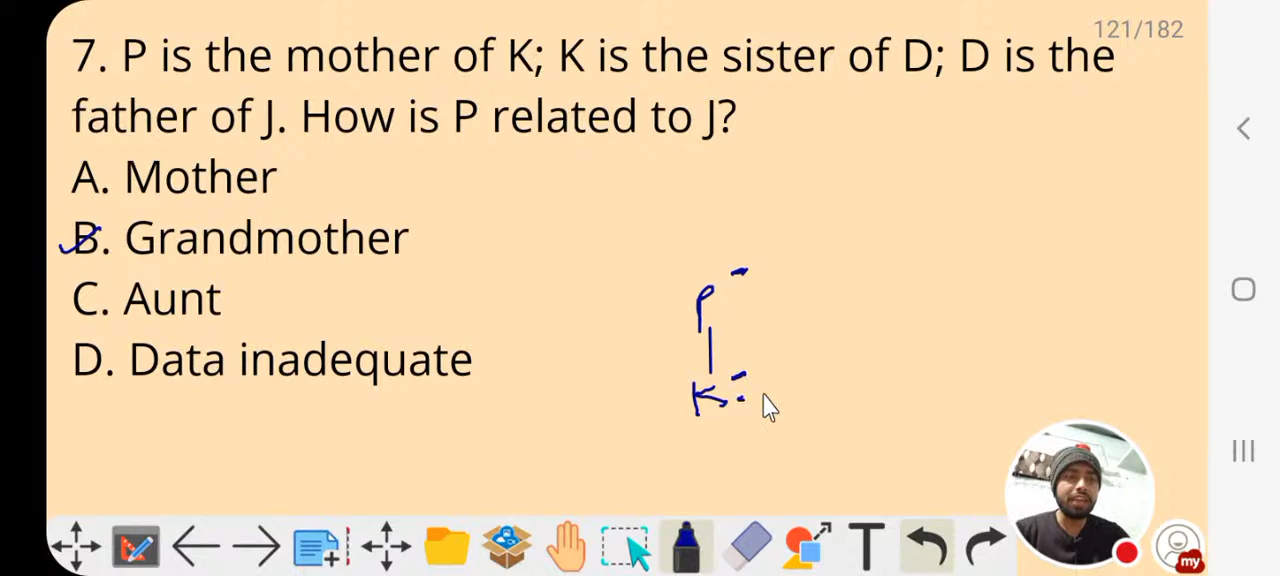 121/182
7. P is the mother of K; K is the sister of D; D is the
father of J. How is P related to J?
A. Mother
B. Grandmother
C. Aunt
D. Data inadequate
P -
K -
T
my